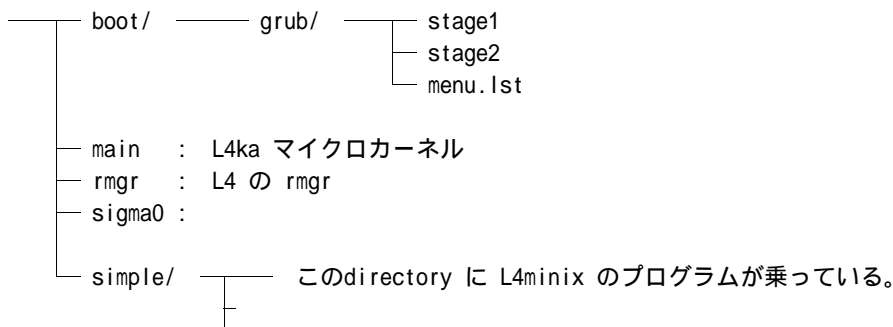 boot/ grub/ stage1
stage2
menu.lst
main : L4ka マイクロカーネル
rmgr : L4 の rmgr
sigma0 :
simple/ このdirectory に L4minix のプログラムが乗っている。